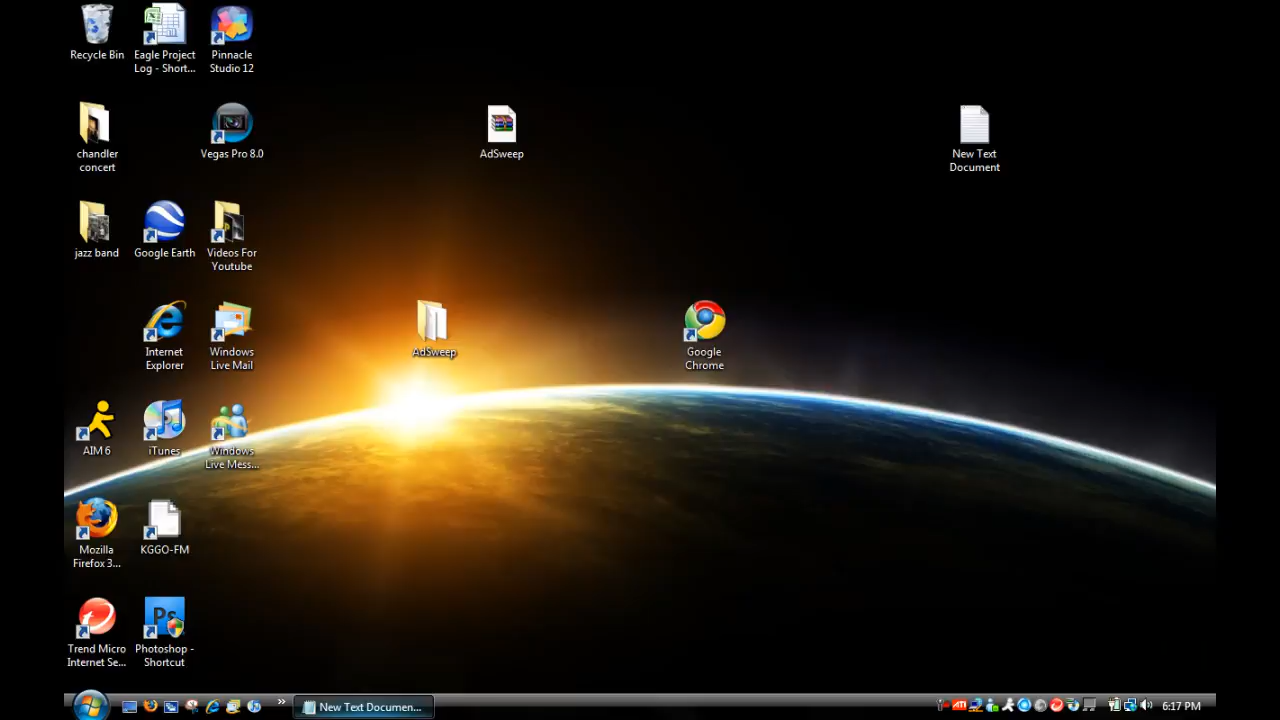 Recycle Bin
Eagle Project
Log - Short...
Pinnacle
Studio 12
chandler
concert
Vegas Pro 8.0
AdSweep
New Text
Document
jazz band
Google Earth
Videos For
Youtube
Internet
Explorer
Windows
Live Mail
AdSweep
Google
Chrome
AIM 6
iTunes
Windows
Live Mess...
Mozilla
Firefox 3...
KGGO-FM
Trend Micro
Internet Se...
Ps
Photoshop -
Shortcut
New Text Documen...
ATI
6:17 PM